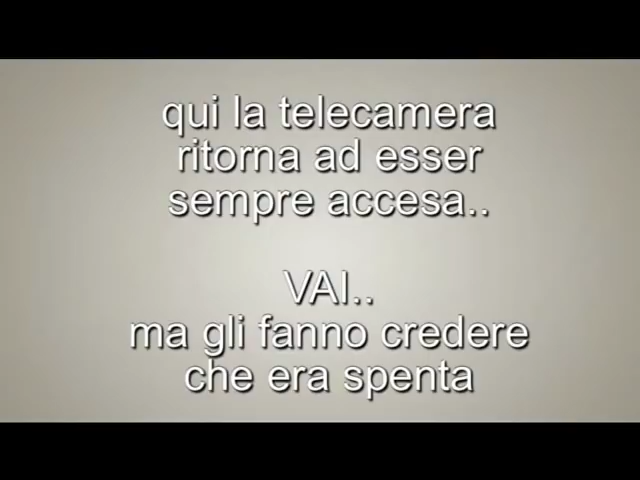 qui la telecamera
ritorna ad esser
sempre accesa..
VAI..
ma gli fanno credere
che era spenta